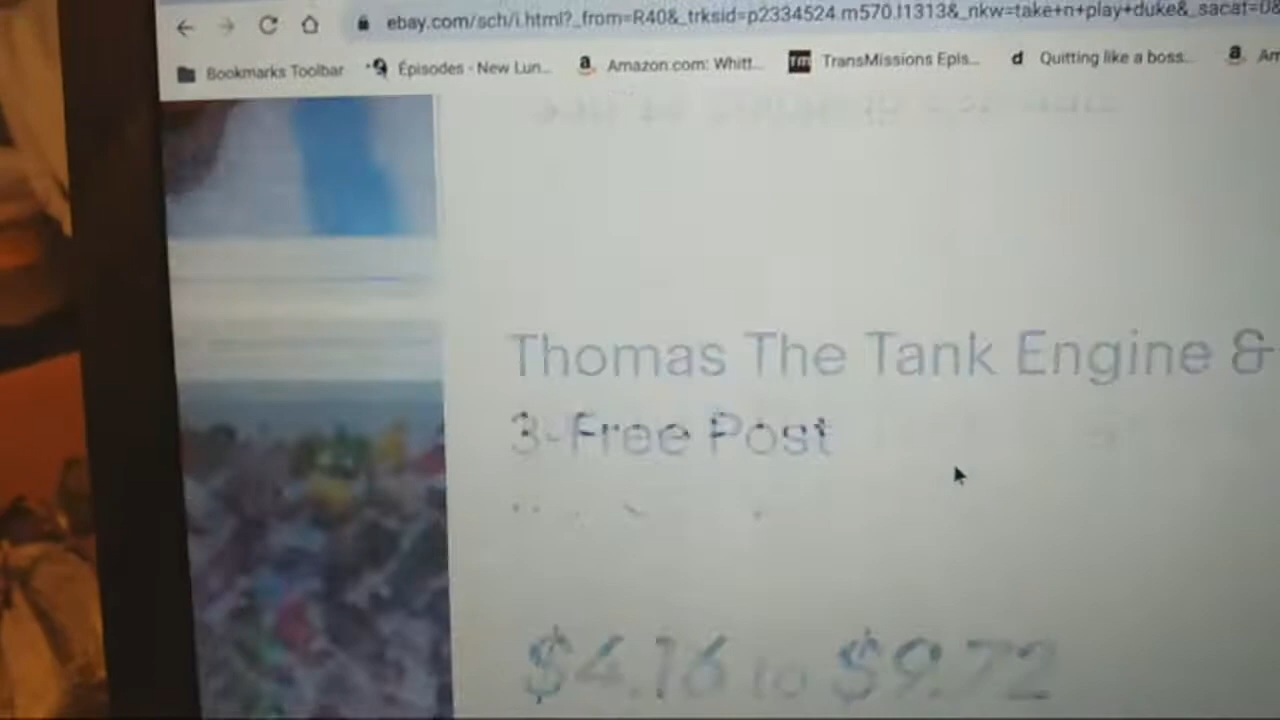 ebay.com/sch/i.html?_from=R40&_trksid=p2334524.m570.l1313&_nkw=take+n+play+duke&_sacat=0&
Bookmarks Toolbar Episodes - New Lun... Amazon.com: Whitt... TM TransMissions Epis... d Quitting like a boss... a Am
Thomas The Tank Engine &
3-Free Post
$4.16 to $9.72